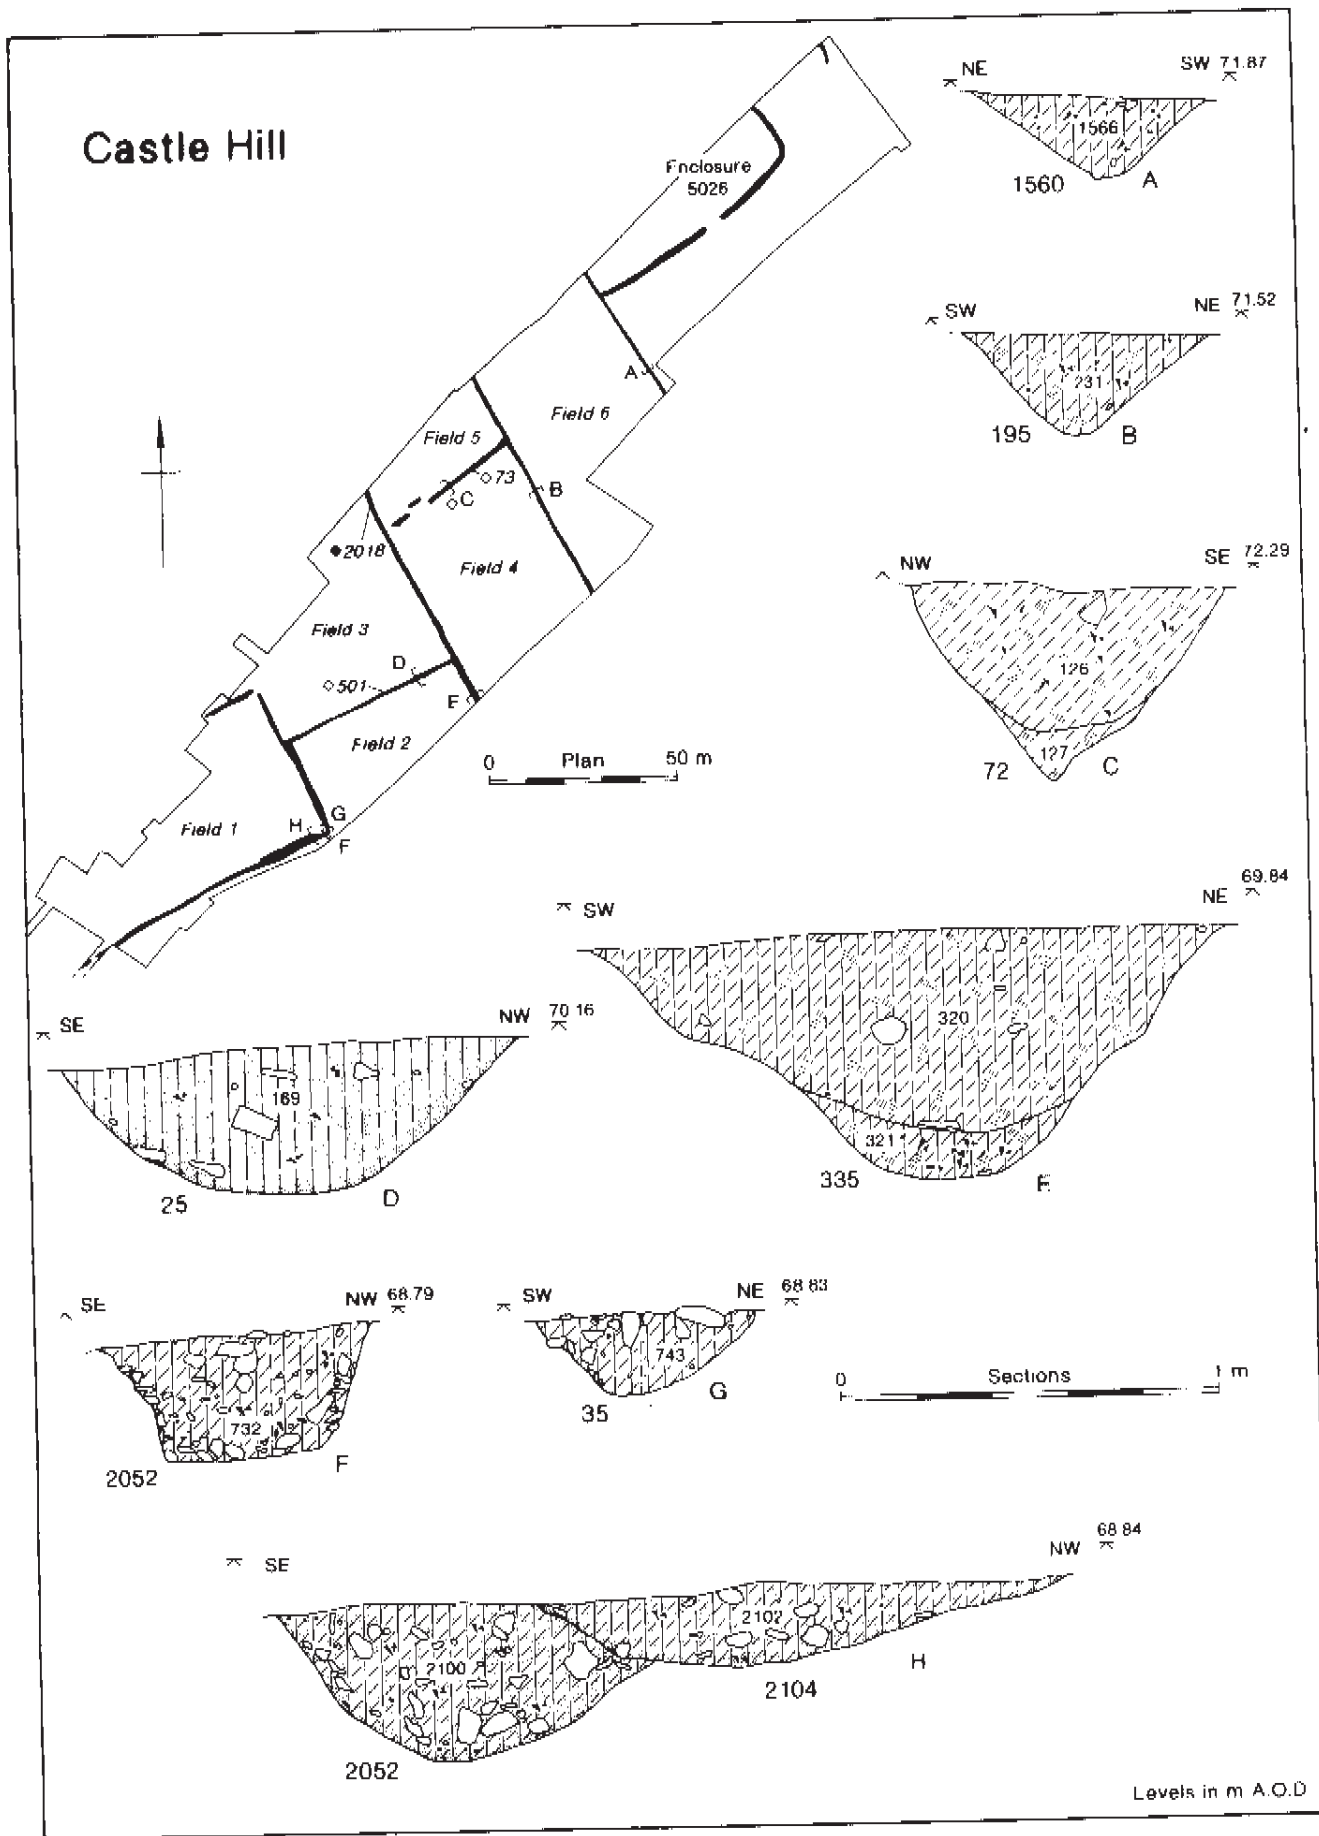 Castle Hill
Enclosure
5026
A
Field 6
Field 5
73
C
B
2018
Field 4
Field 3
D
501
E
Field 2
0 Plan 50 m
G
H
Field 1
F
NE SW 71.87
1566
1560 A
SW NE 71.52
231
195 B
NW SE 72.29
126
127
72 C
SW NE 69.84
320
321
335 E
SE NW 70.16
169
25 D
SE NW 68.79
732
2052 F
SW NE 68 83
743
35 G
0 Sections 1 m
SE NW 68 84
2102
2100
H
2104
2052
Levels in m A.O.D